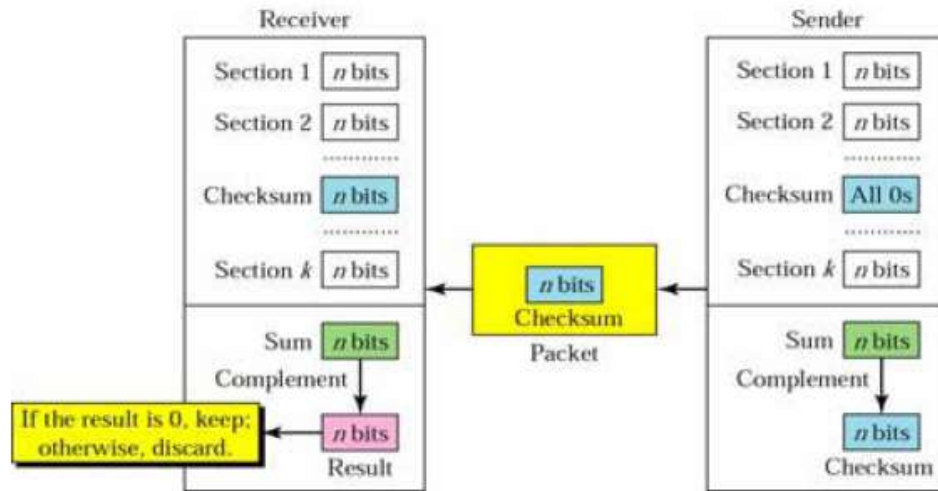 Receiver
Section 1 n bits
Section 2 n bits
Checksum n bits
Section k n bits
Sum n bits
Complement
n bits
Result
If the result is 0, keep;
otherwise, discard.
n bits
Checksum
Packet
Sender
Section 1 n bits
Section 2 n bits
Checksum All 0s
Section k n bits
Sum n bits
Complement
n bits
Checksum